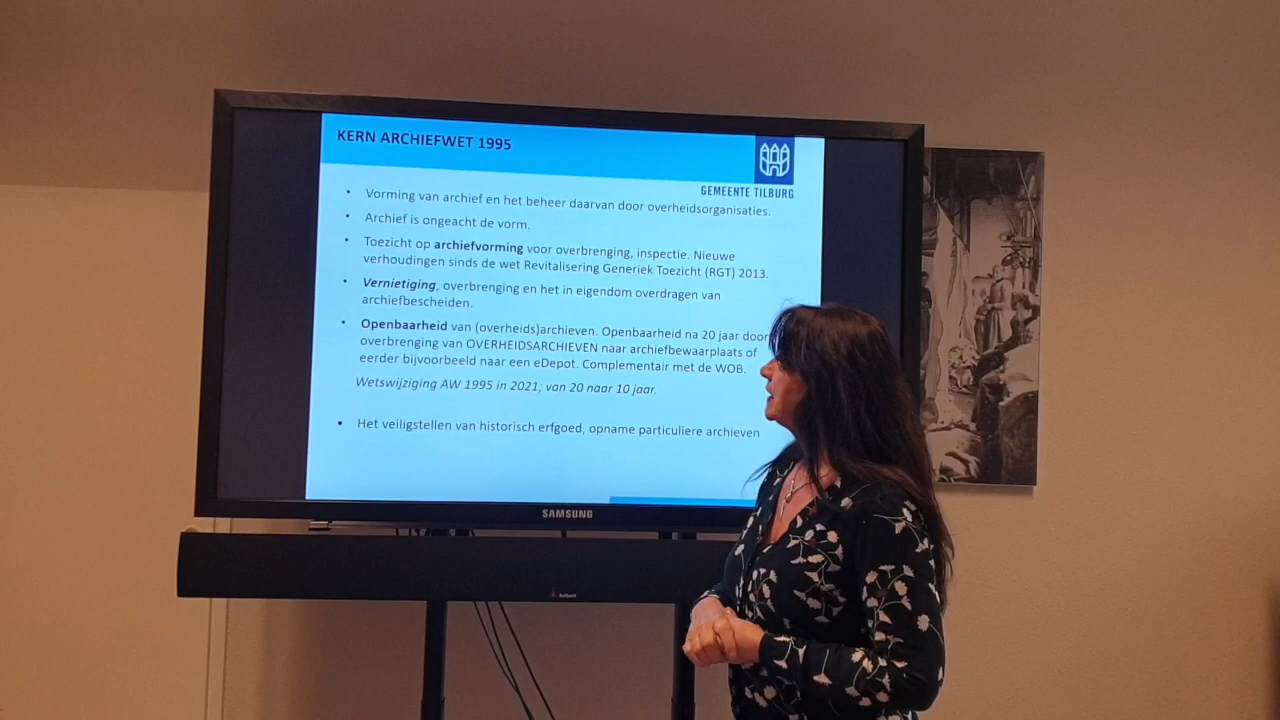 KERN ARCHIEFWET 1995
GEMEENTE TILBURG
• Vorming van archief en het beheer daarvan door overheidsorganisaties.
• Archief is ongeacht de vorm.
• Toezicht op archiefvorming voor overbrenging, inspectie. Nieuwe
verhoudingen sinds de wet Revitalisering Generiek Toezicht (RGT) 2013.
• Vernietiging, overbrenging en het in eigendom overdragen van
archiefbescheiden.
• Openbaarheid van (overheids)archieven. Openbaarheid na 20 jaar door
overbrenging van OVERHEIDSARCHIEVEN naar archiefbewaarplaats of
eerder bijvoorbeeld naar een eDepot. Complementair met de WOB.
Wetswijziging AW 1995 in 2021; van 20 naar 10 jaar.
• Het veiligstellen van historisch erfgoed, opname particuliere archieven
SAMSUNG